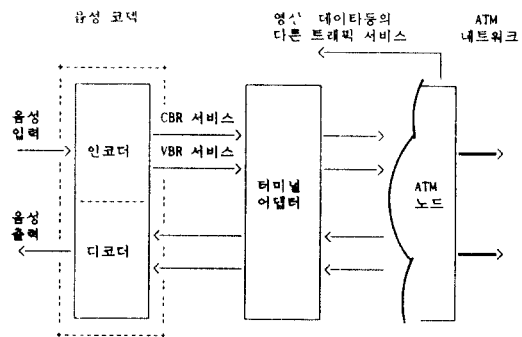 음성 코덱
영상 데이타등의
다른 트래픽 서비스
ATM
네트워크
음성
입력
인코더
CBR 서비스
VBR 서비스
터미널
어댑터
ATM
노드
음성
출력
디코더